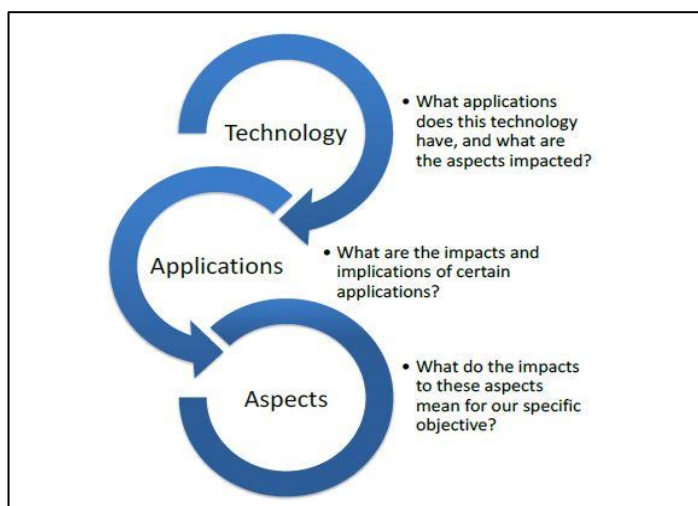 Technology
• What applications
does this technology
have, and what are
the aspects impacted?
Applications
• What are the impacts and
implications of certain
applications?
Aspects
• What do the impacts
to these aspects
mean for our specific
objective?